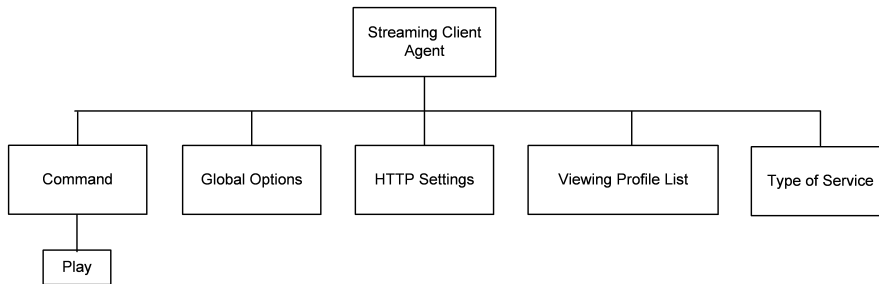 Streaming Client
Agent
Command
Global Options
HTTP Settings
Viewing Profile List
Type of Service
Play